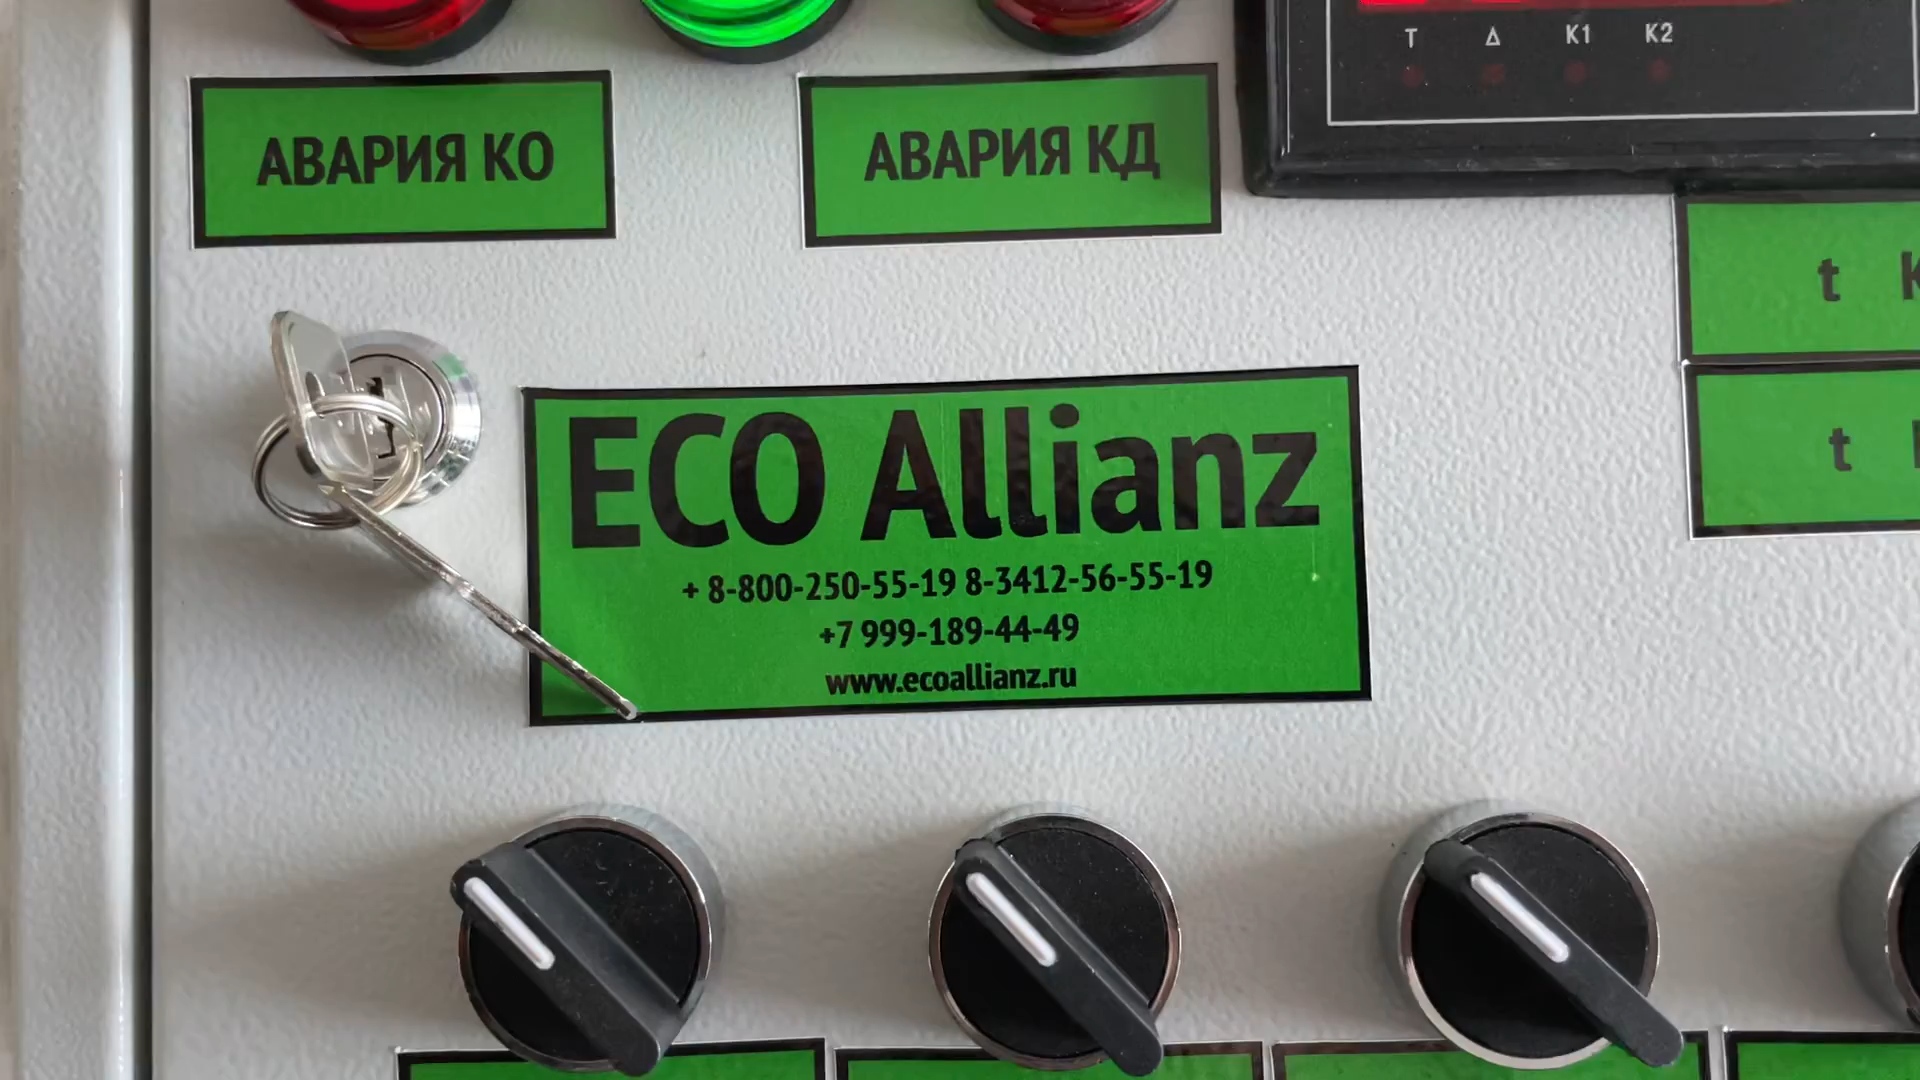 T Δ K1 K2
АВАРИЯ КО
АВАРИЯ КД
t
t
ECO Allianz
+ 8-800-250-55-19 8-3412-56-55-19
+7 999-189-44-49
www.ecoallianz.ru